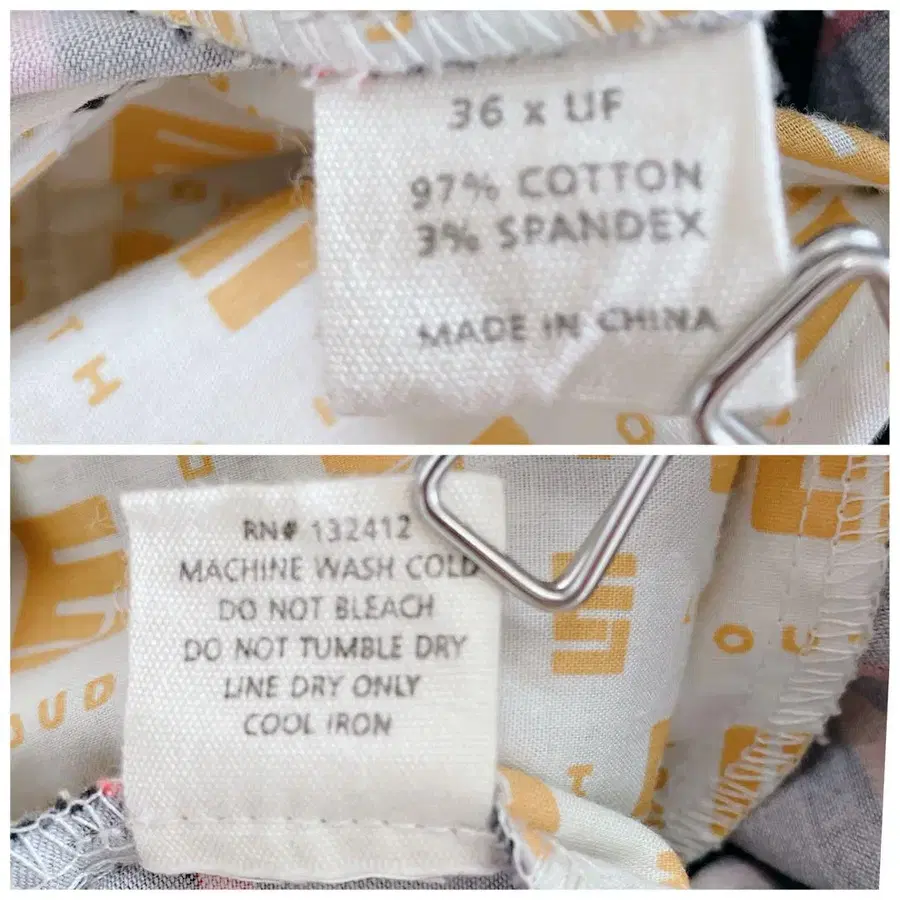 36 x UF
97% COTTON
3% SPANDEX
MADE IN CHINA
RN# 132412
MACHINE WASH COLD
DO NOT BLEACH
DO NOT TUMBLE DRY
LINE DRY ONLY
COOL IRON